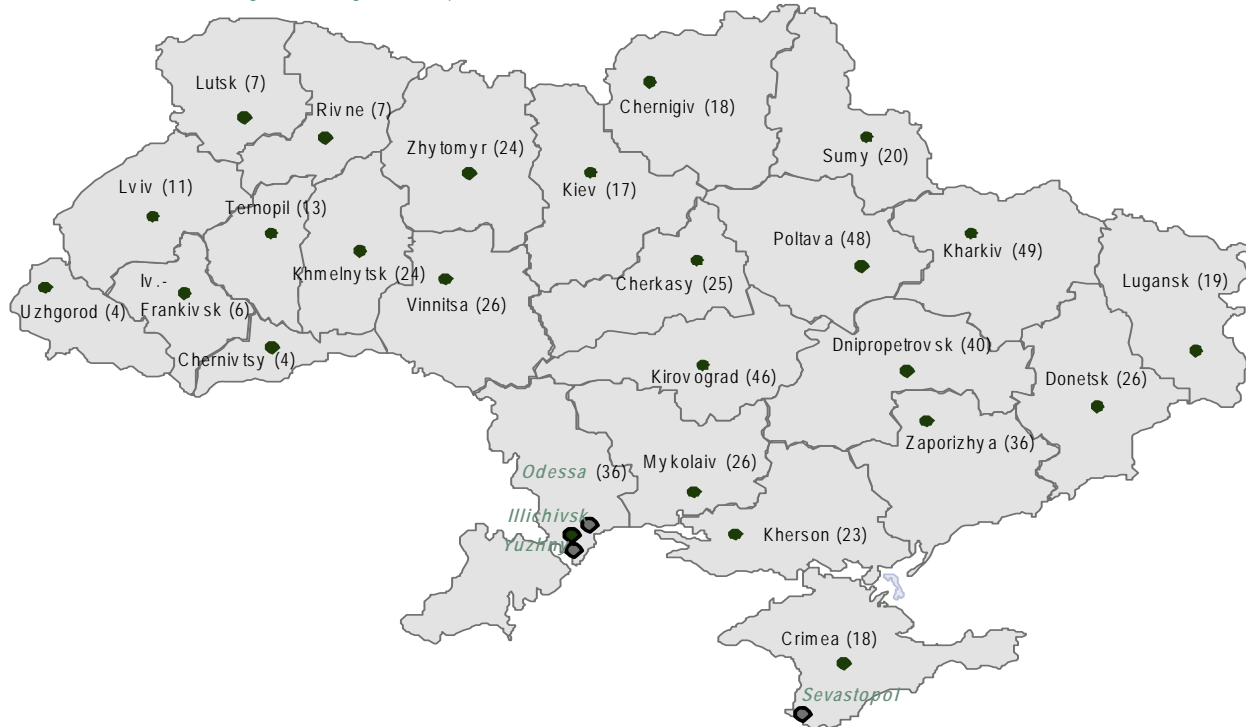 Lutsk (7)
Rivne (7)
Chernigiv (18)
Zhytomyr (24)
Sumy (20)
Lviv (11)
Kiev (17)
Ternopil (13)
Poltava (48)
Kharkiv (49)
Khmelnytsk (24)
Cherkasy (25)
Lugansk (19)
Iv.-
Frankivsk (6)
Uzhgorod (4)
Vinnitsa (26)
Chernivtsy (4)
Dnipropetrovsk (40)
Kirovograd (46)
Donetsk (26)
Zaporizhya (36)
Odessa (36)
Mykolaiv (26)
Illichivsk
Yuzhny
Kherson (23)
Crimea (18)
Sevastopol